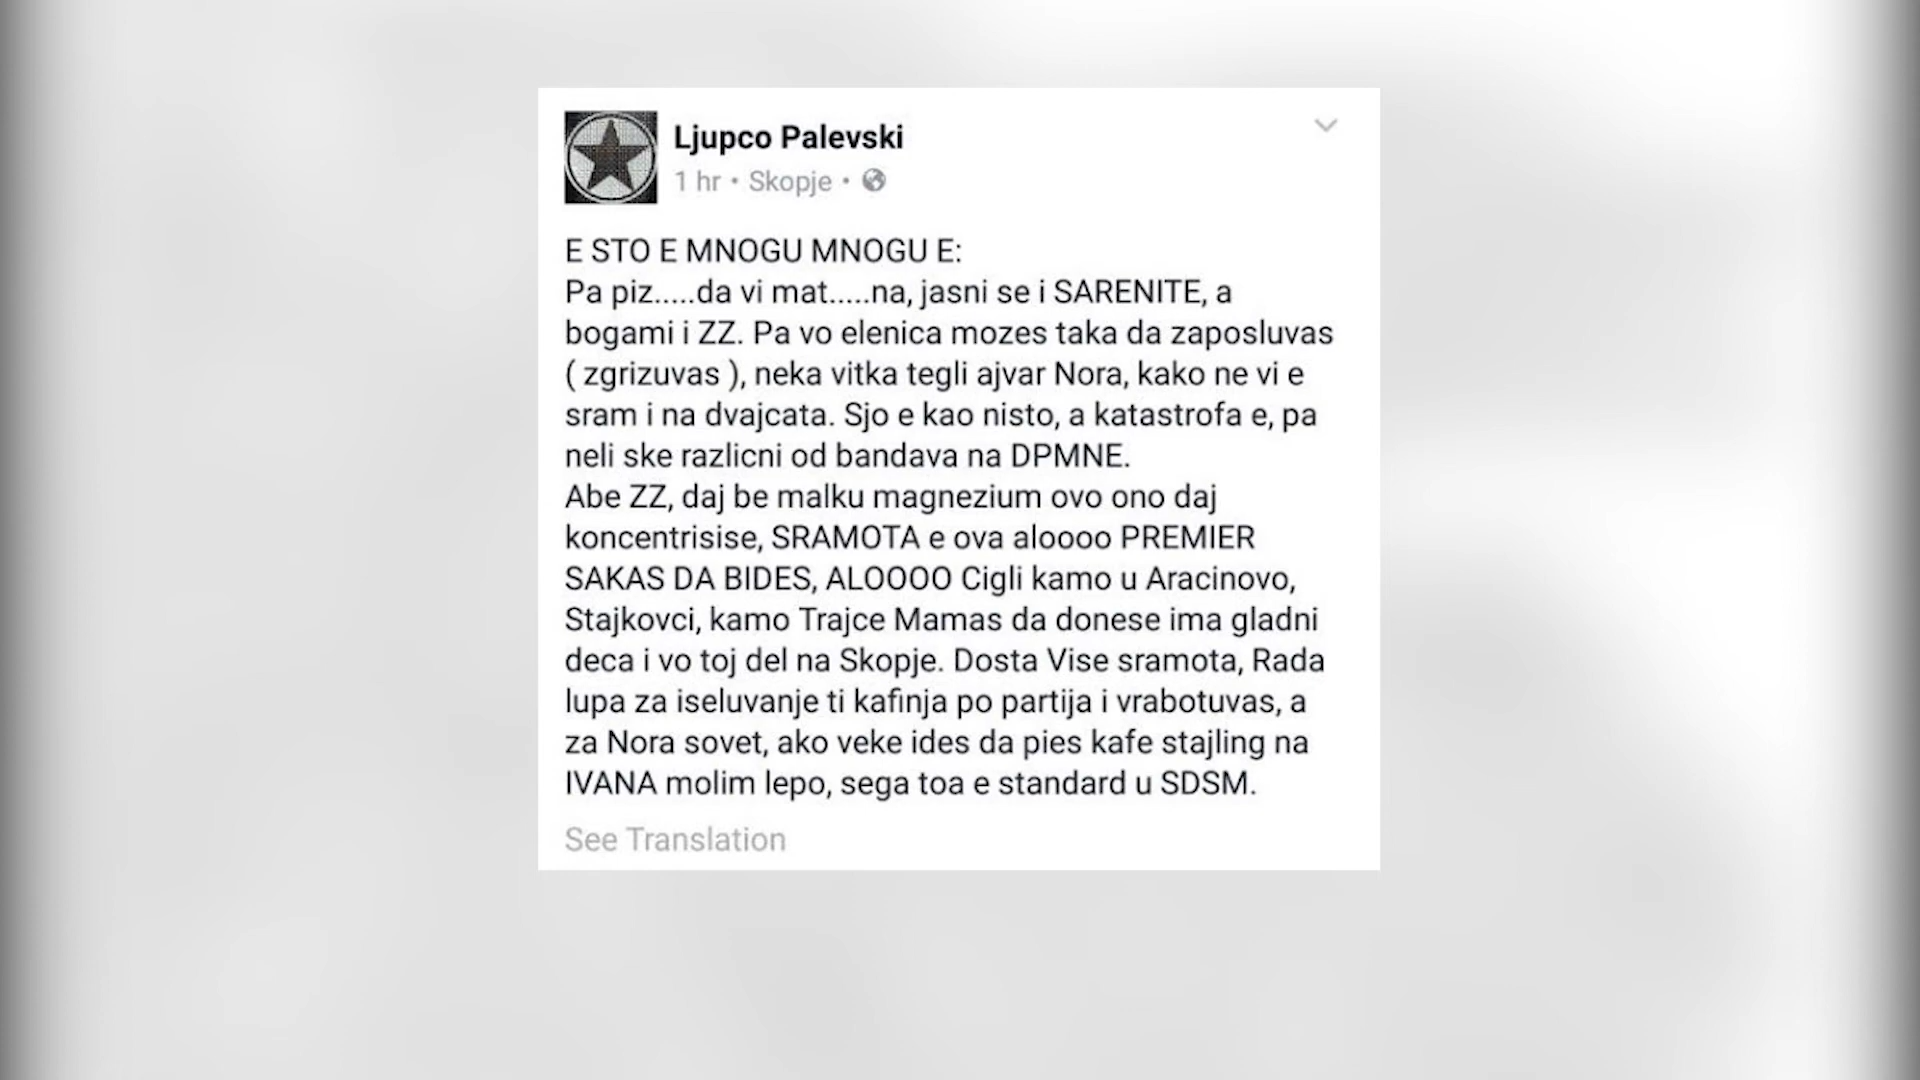 Ljupco Palevski
1 hr • Skopje •
E STO E MNOGU MNOGU E:
Pa piz.....da vi mat.....na, jasni se i SARENITE, a
bogami i ZZ. Pa vo elenica mozes taka da zaposluvas
( zgrizuvas ), neka vitka tegli ajvar Nora, kako ne vi e
sram i na dvajcata. Sjo e kao nisto, a katastrofa e, pa
neli ske razlicni od bandava na DPMNE.
Abe ZZ, daj be malku magnezium ovo ono daj
koncentrisise, SRAMOTA e ova aloooo PREMIER
SAKAS DA BIDES, ALOOOO Cigli kamo u Aracinovo,
Stajkovci, kamo Trajce Mamas da donese ima gladni
deca i vo toj del na Skopje. Dosta Vise sramota, Rada
lupa za iseluvanje ti kafinja po partija i vrabotuvas, a
za Nora sovet, ako veke ides da pies kafe stajling na
IVANA molim lepo, sega toa e standard u SDSM.
See Translation